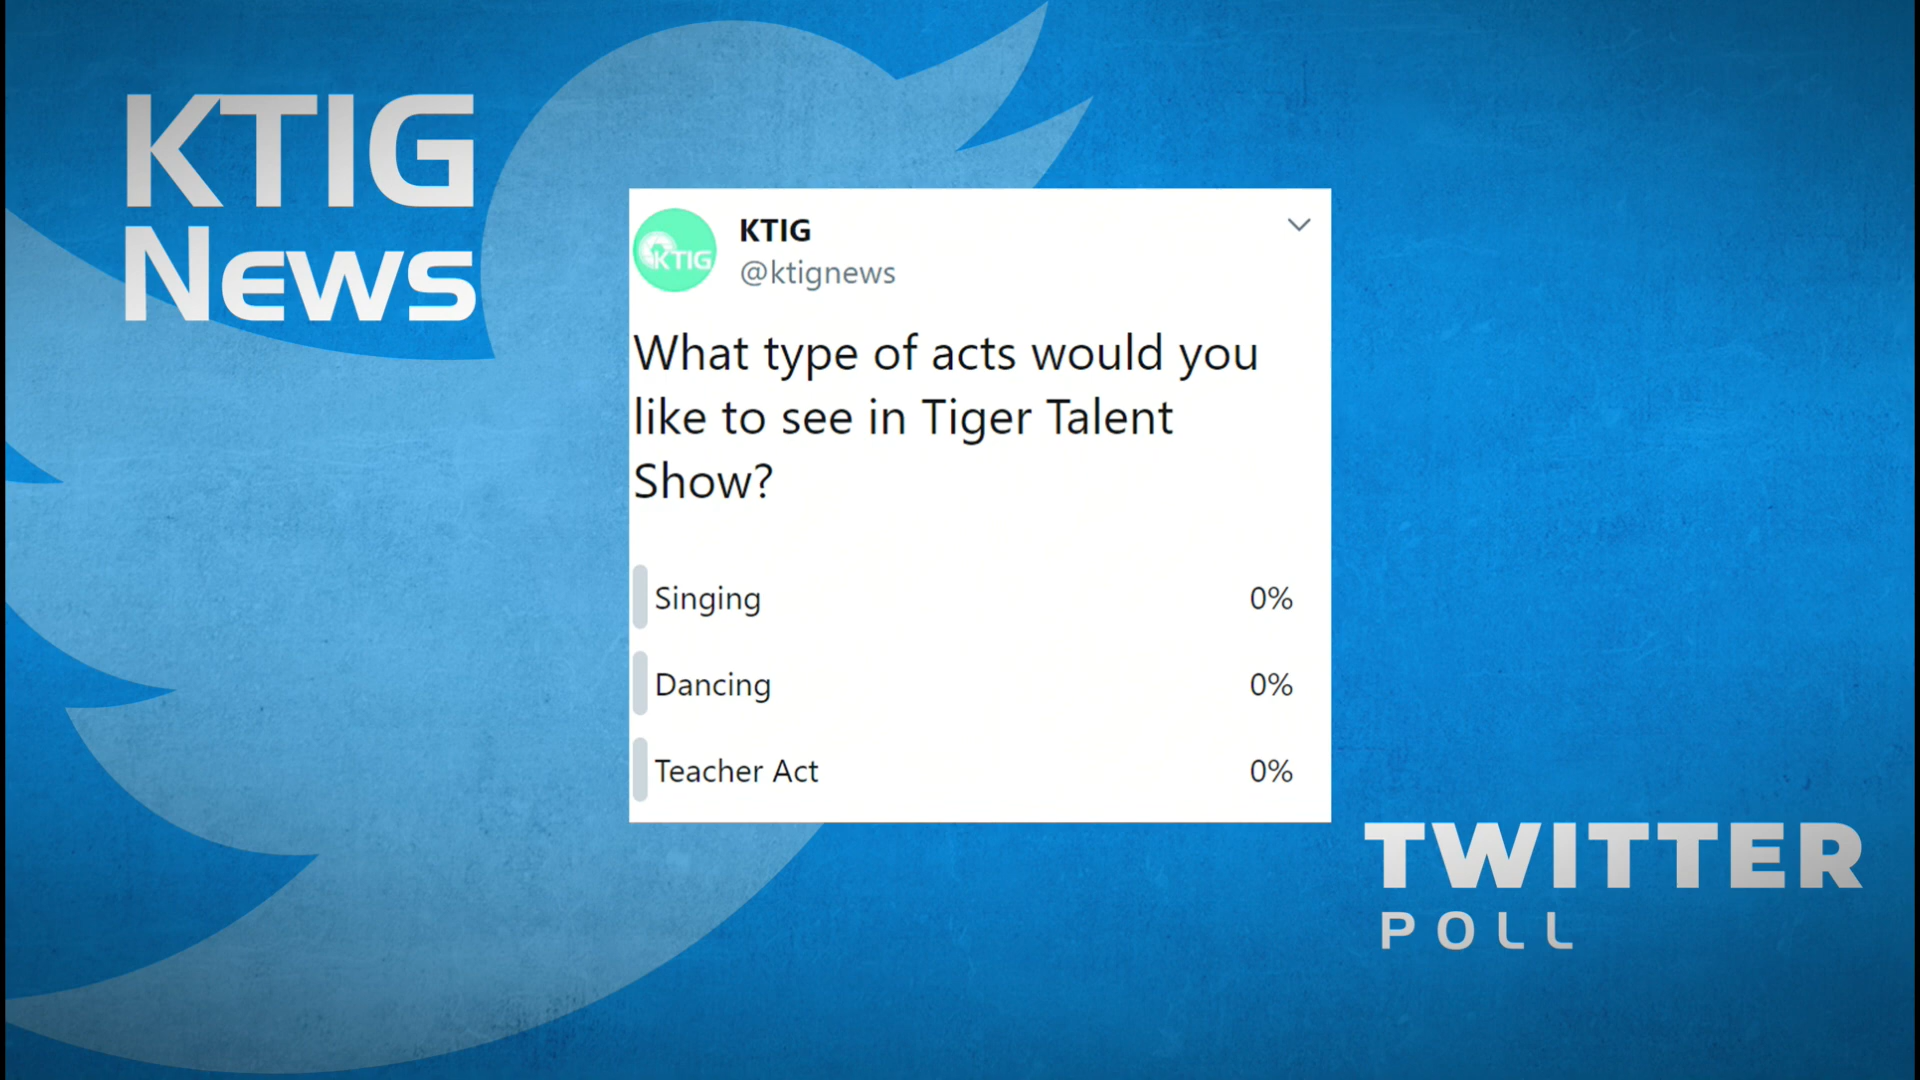 KTIG
News
KTIG
KTIG
@ktignews
What type of acts would you
like to see in Tiger Talent
Show?
Singing 0%
Dancing 0%
Teacher Act 0%
TWITTER
POLL